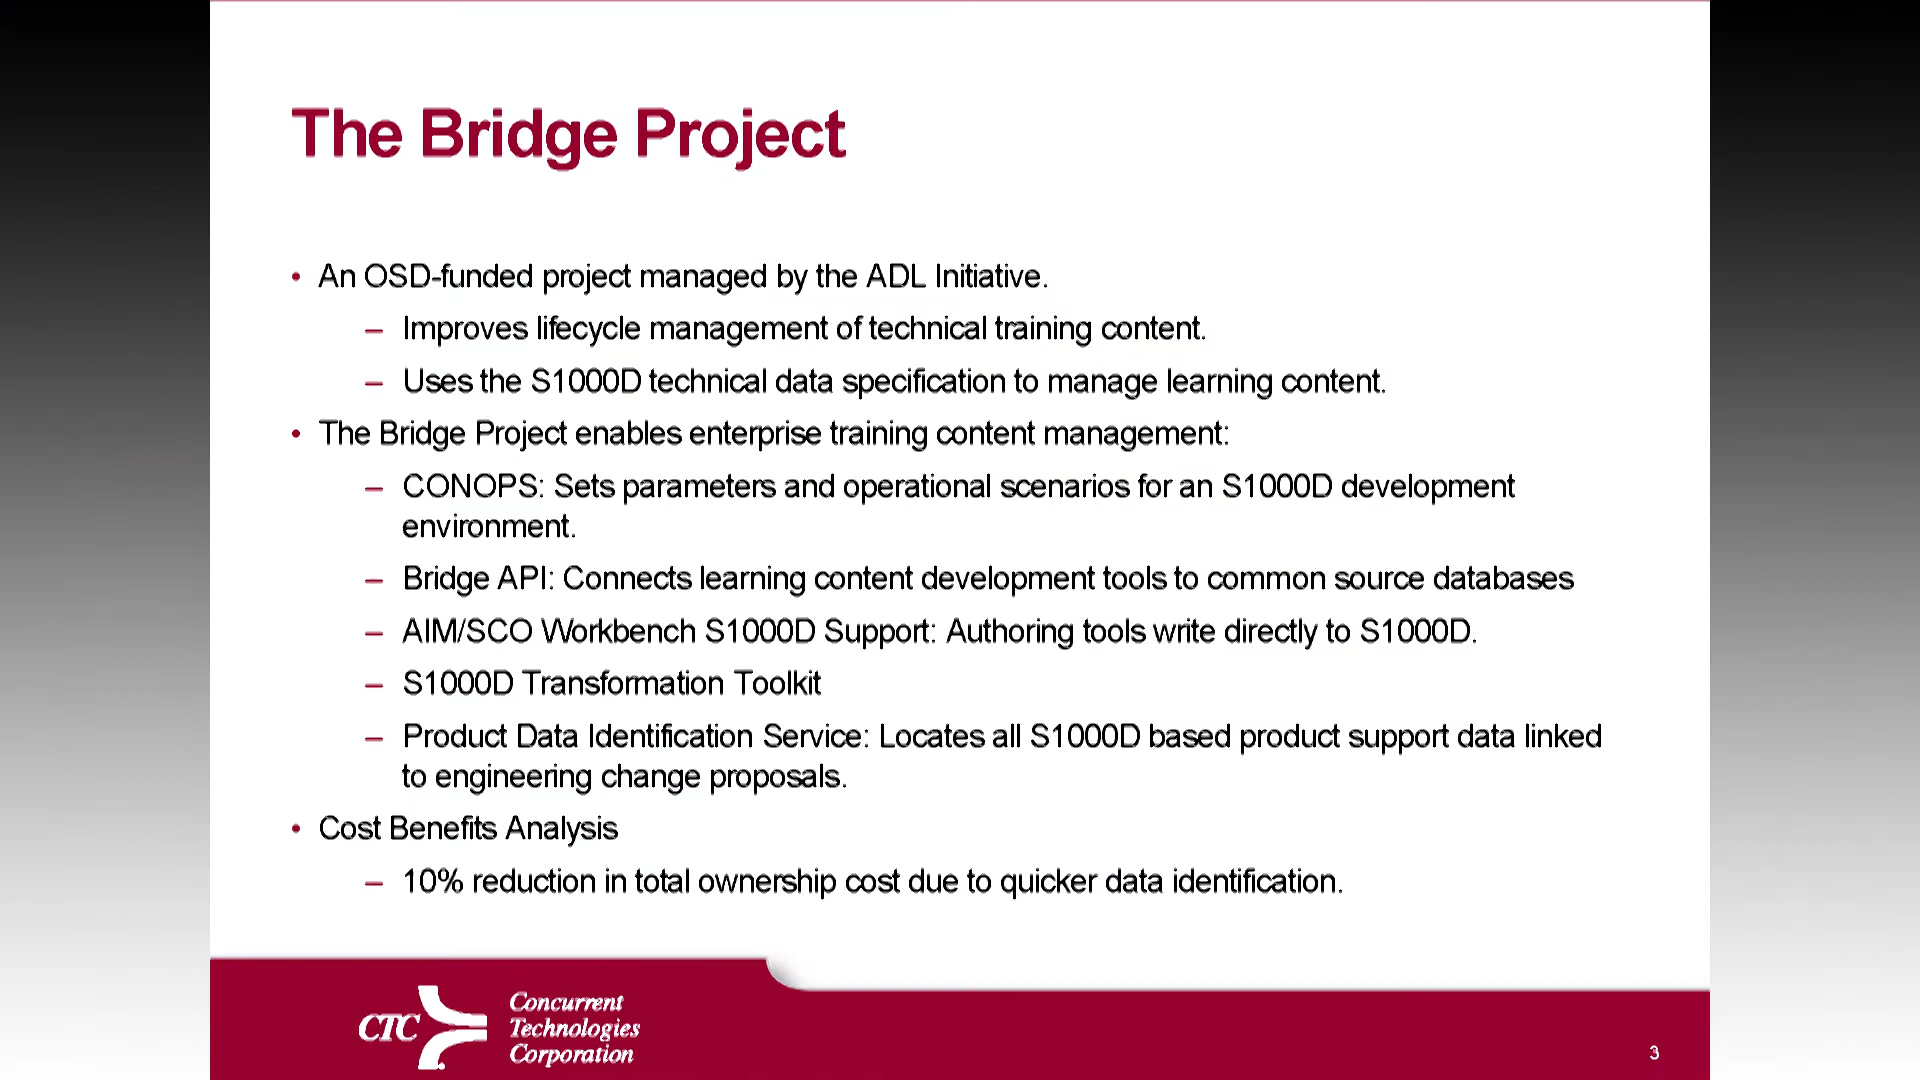 The Bridge Project
• An OSD-funded project managed by the ADL Initiative.
– Improves lifecycle management of technical training content.
– Uses the S1000D technical data specification to manage learning content.
• The Bridge Project enables enterprise training content management:
– CONOPS: Sets parameters and operational scenarios for an S1000D development
environment.
– Bridge API: Connects learning content development tools to common source databases
– AIM/SCO Workbench S1000D Support: Authoring tools write directly to S1000D.
– S1000D Transformation Toolkit
– Product Data Identification Service: Locates all S1000D based product support data linked
to engineering change proposals.
• Cost Benefits Analysis
– 10% reduction in total ownership cost due to quicker data identification.
CTC
Concurrent
Technologies
Corporation
3